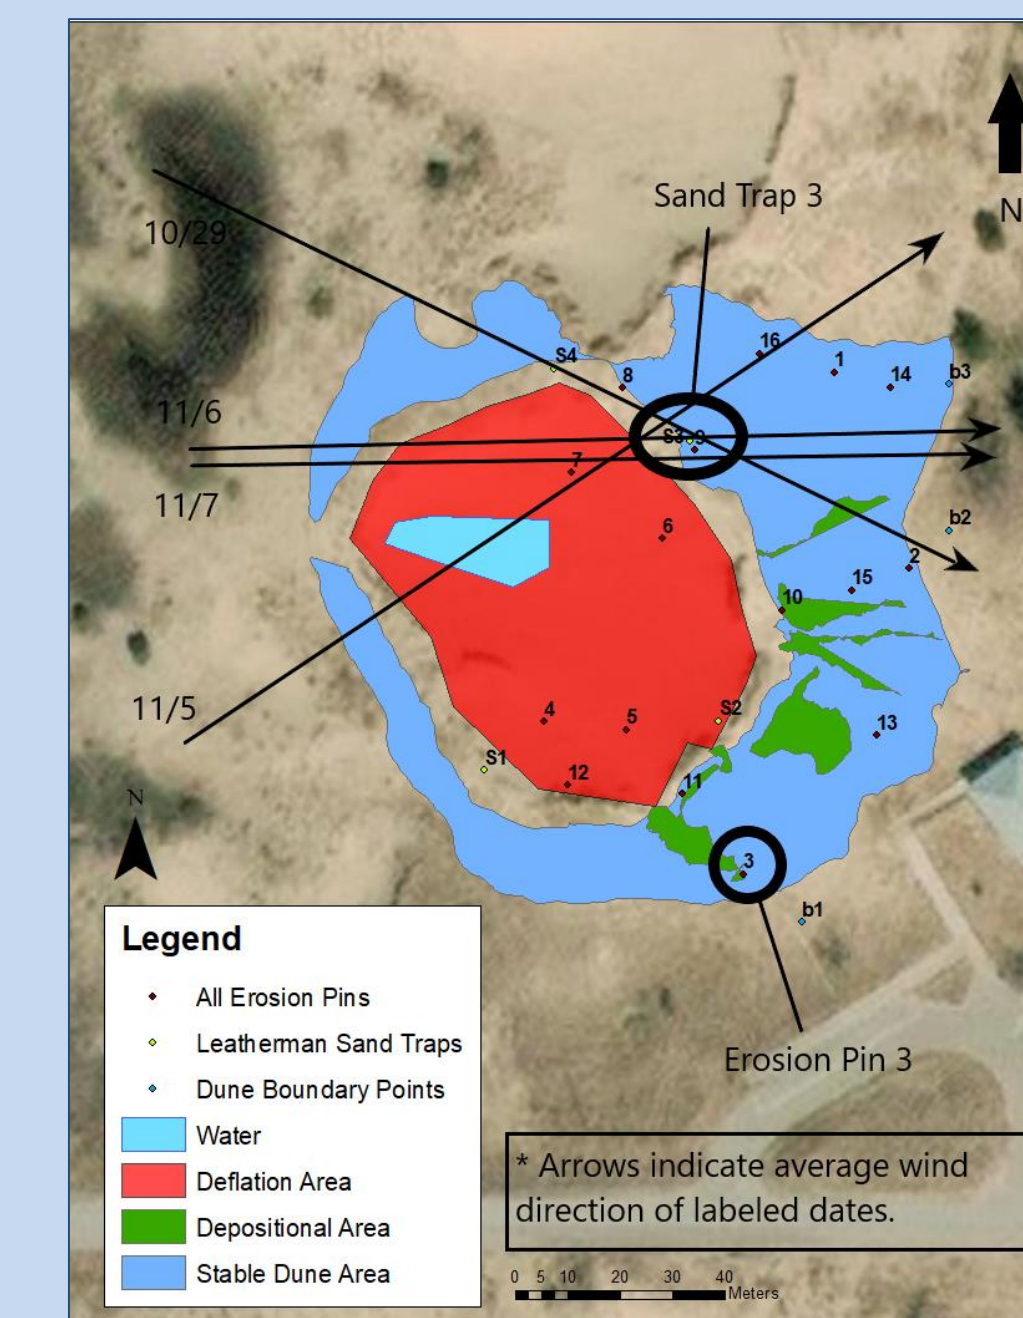 Sand Trap 3
N
10/29
S4
8
16
1
14
b3
11/6
S3
9
7
11/7
6
b2
2
15
10
11/5
4
5
S2
13
S1
12
11
N
3
b1
Legend
All Erosion Pins
Leatherman Sand Traps
Dune Boundary Points
Water
Deflation Area
Depositional Area
Stable Dune Area
Erosion Pin 3
* Arrows indicate average wind
direction of labeled dates.
0 5 10 20 30 40
Meters